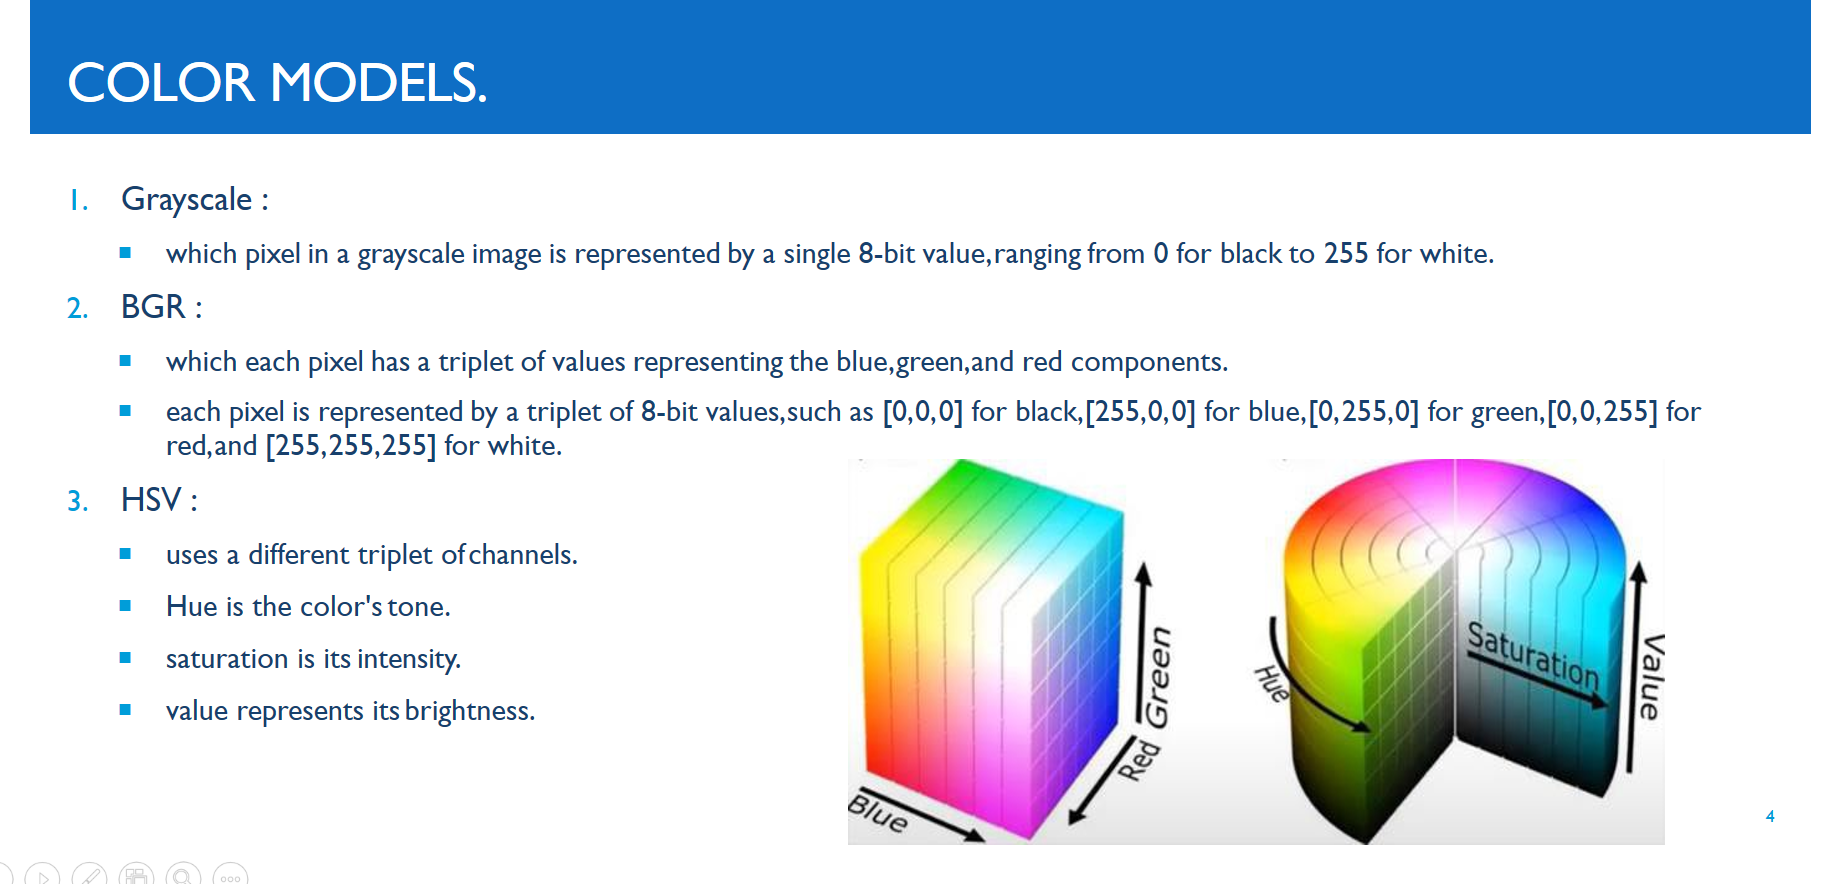 COLOR MODELS.
1. Grayscale :
which pixel in a grayscale image is represented by a single 8-bit value,ranging from 0 for black to 255 for white.
2. BGR :
which each pixel has a triplet of values representing the blue,green,and red components.
each pixel is represented by a triplet of 8-bit values,such as [0,0,0] for black,[255,0,0] for blue,[0,255,0] for green,[0,0,255] for
red,and [255,255,255] for white.
3. HSV :
uses a different triplet of channels.
Hue is the color's tone.
saturation is its intensity.
value represents its brightness.
Green
Red
Blue
Hue
Saturation
Value
4